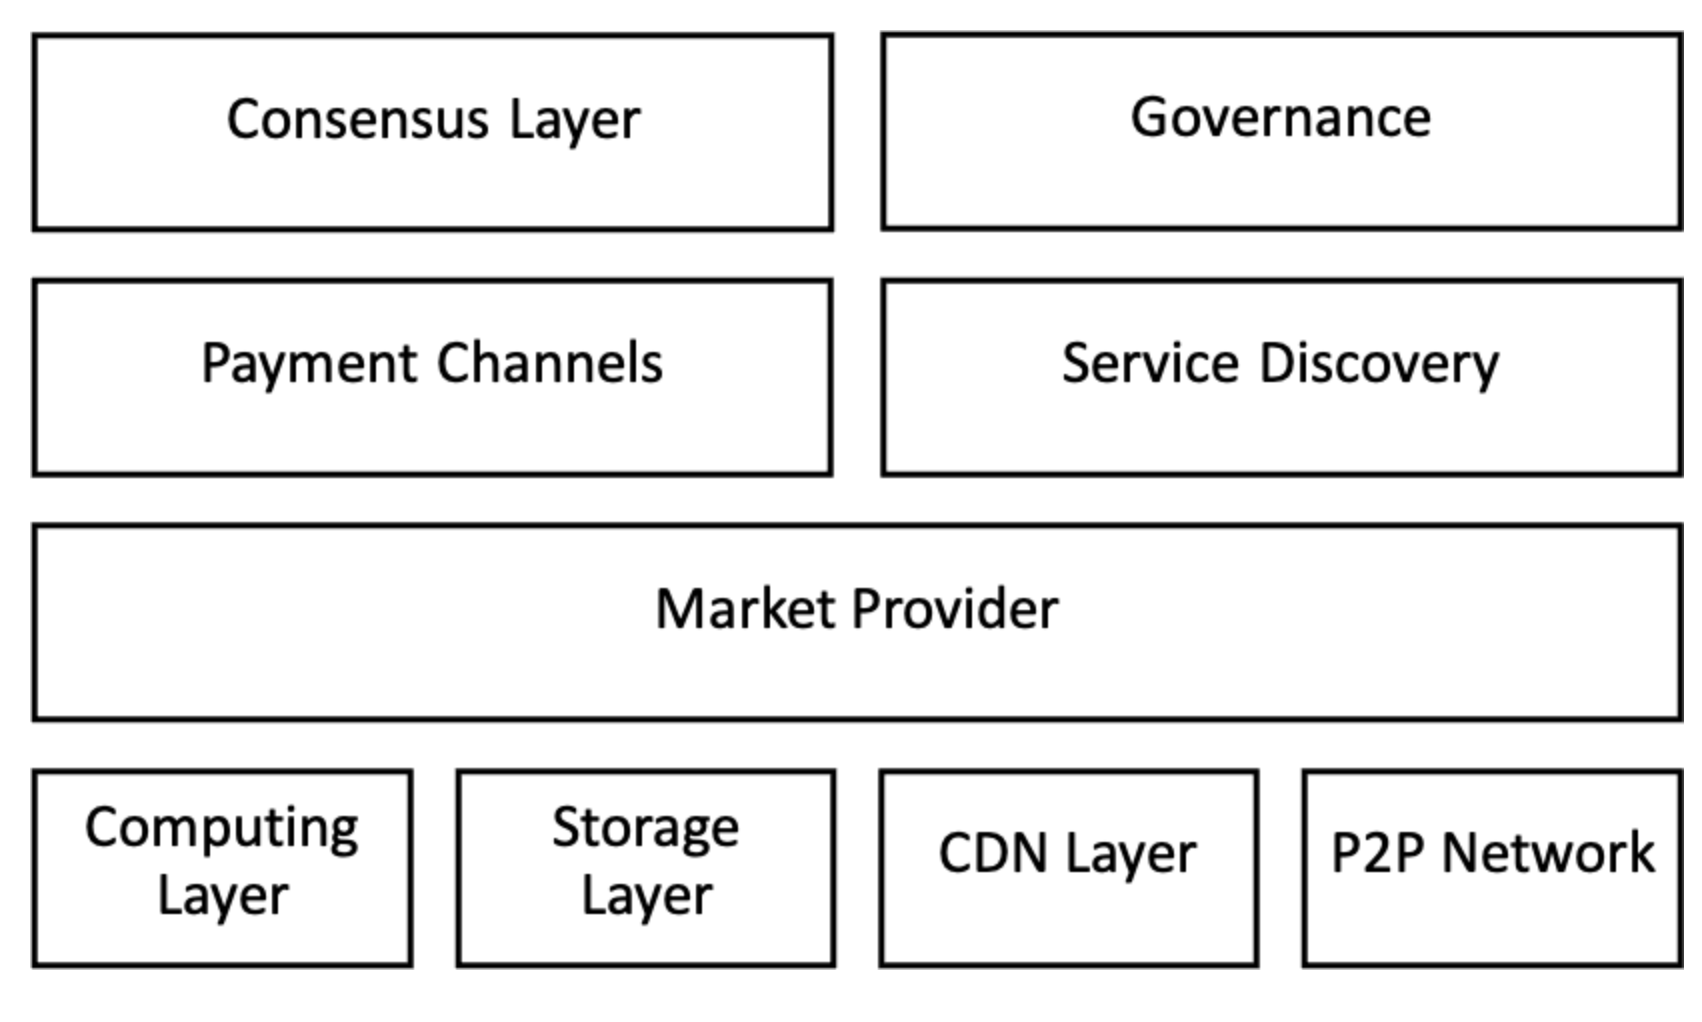 Consensus Layer
Governance
Payment Channels
Service Discovery
Market Provider
Computing
Layer
Storage
Layer
CDN Layer
P2P Network